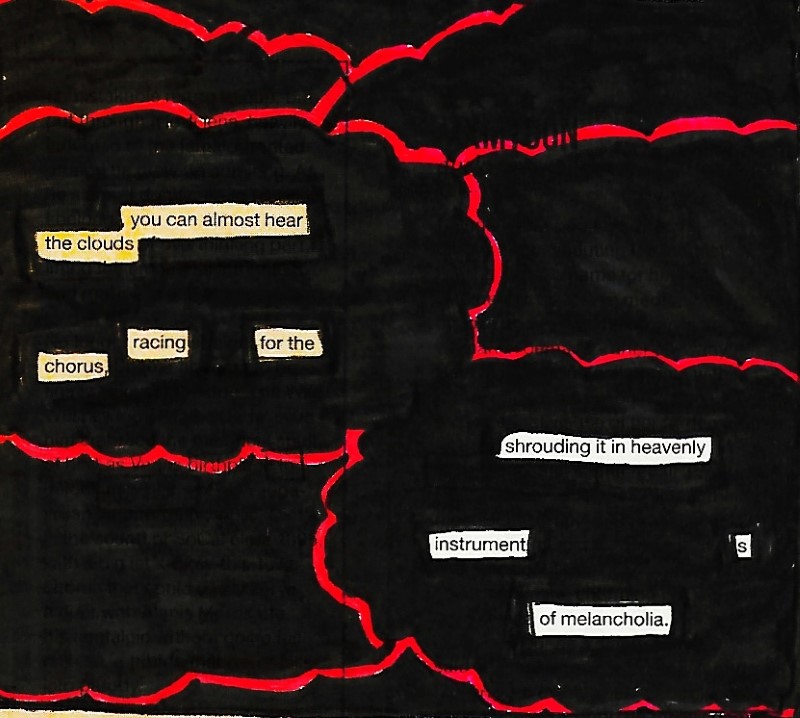 you can almost hear
the clouds
racing for the
chorus,
shrouding it in heavenly
instrument s
of melancholia.